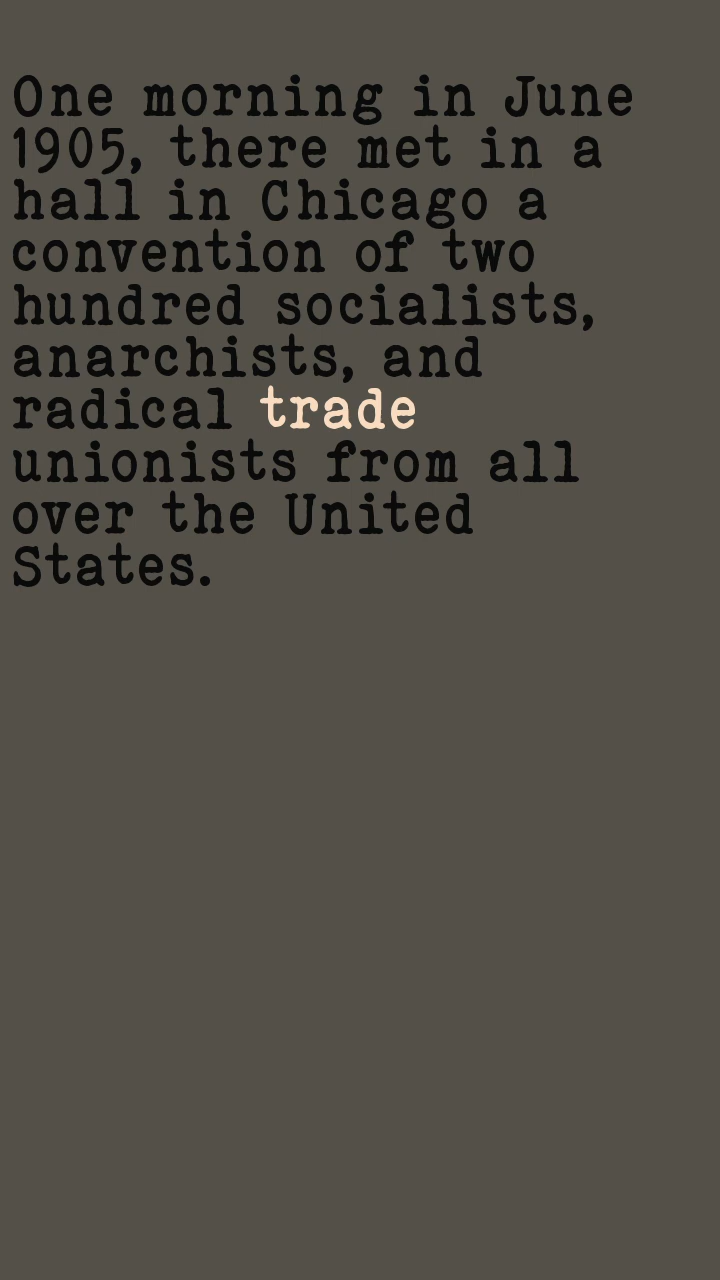 One morning in June
1905, there met in a
hall in Chicago a
convention of two
hundred socialists,
anarchists, and
radical trade
unionists from all
over the United
States.